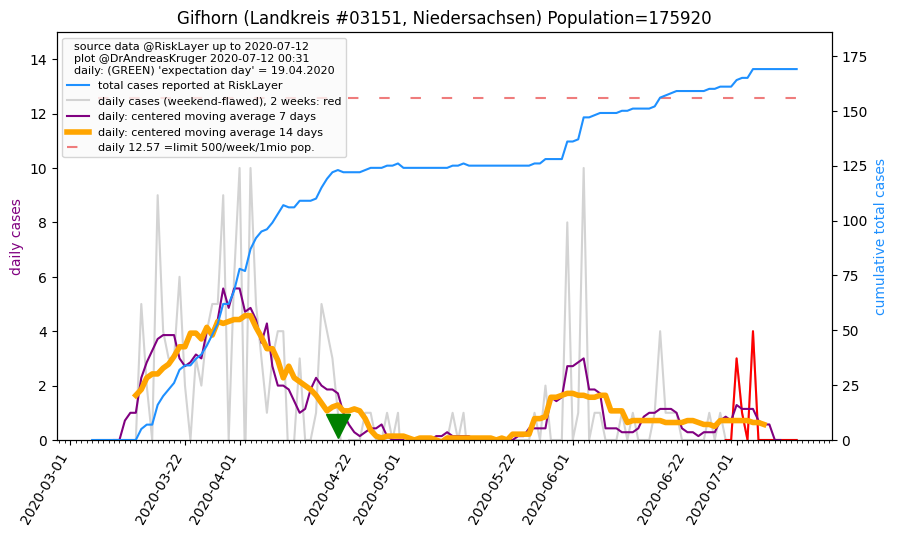 Gifhorn (Landkreis #03151, Niedersachsen) Population=175920
source data @RiskLayer up to 2020-07-12
plot @DrAndreasKruger 2020-07-12 00:31
daily: (GREEN) 'expectation day' = 19.04.2020
total cases reported at RiskLayer
daily cases (weekend-flawed), 2 weeks: red
daily: centered moving average 7 days
daily: centered moving average 14 days
daily 12.57 =limit 500/week/1mio pop.
daily cases
14
12
10
8
6
4
2
0
cumulative total cases
175
150
125
100
75
50
25
0
2020-03-01
2020-03-22
2020-04-01
2020-04-22
2020-05-01
2020-05-22
2020-06-01
2020-06-22
2020-07-01